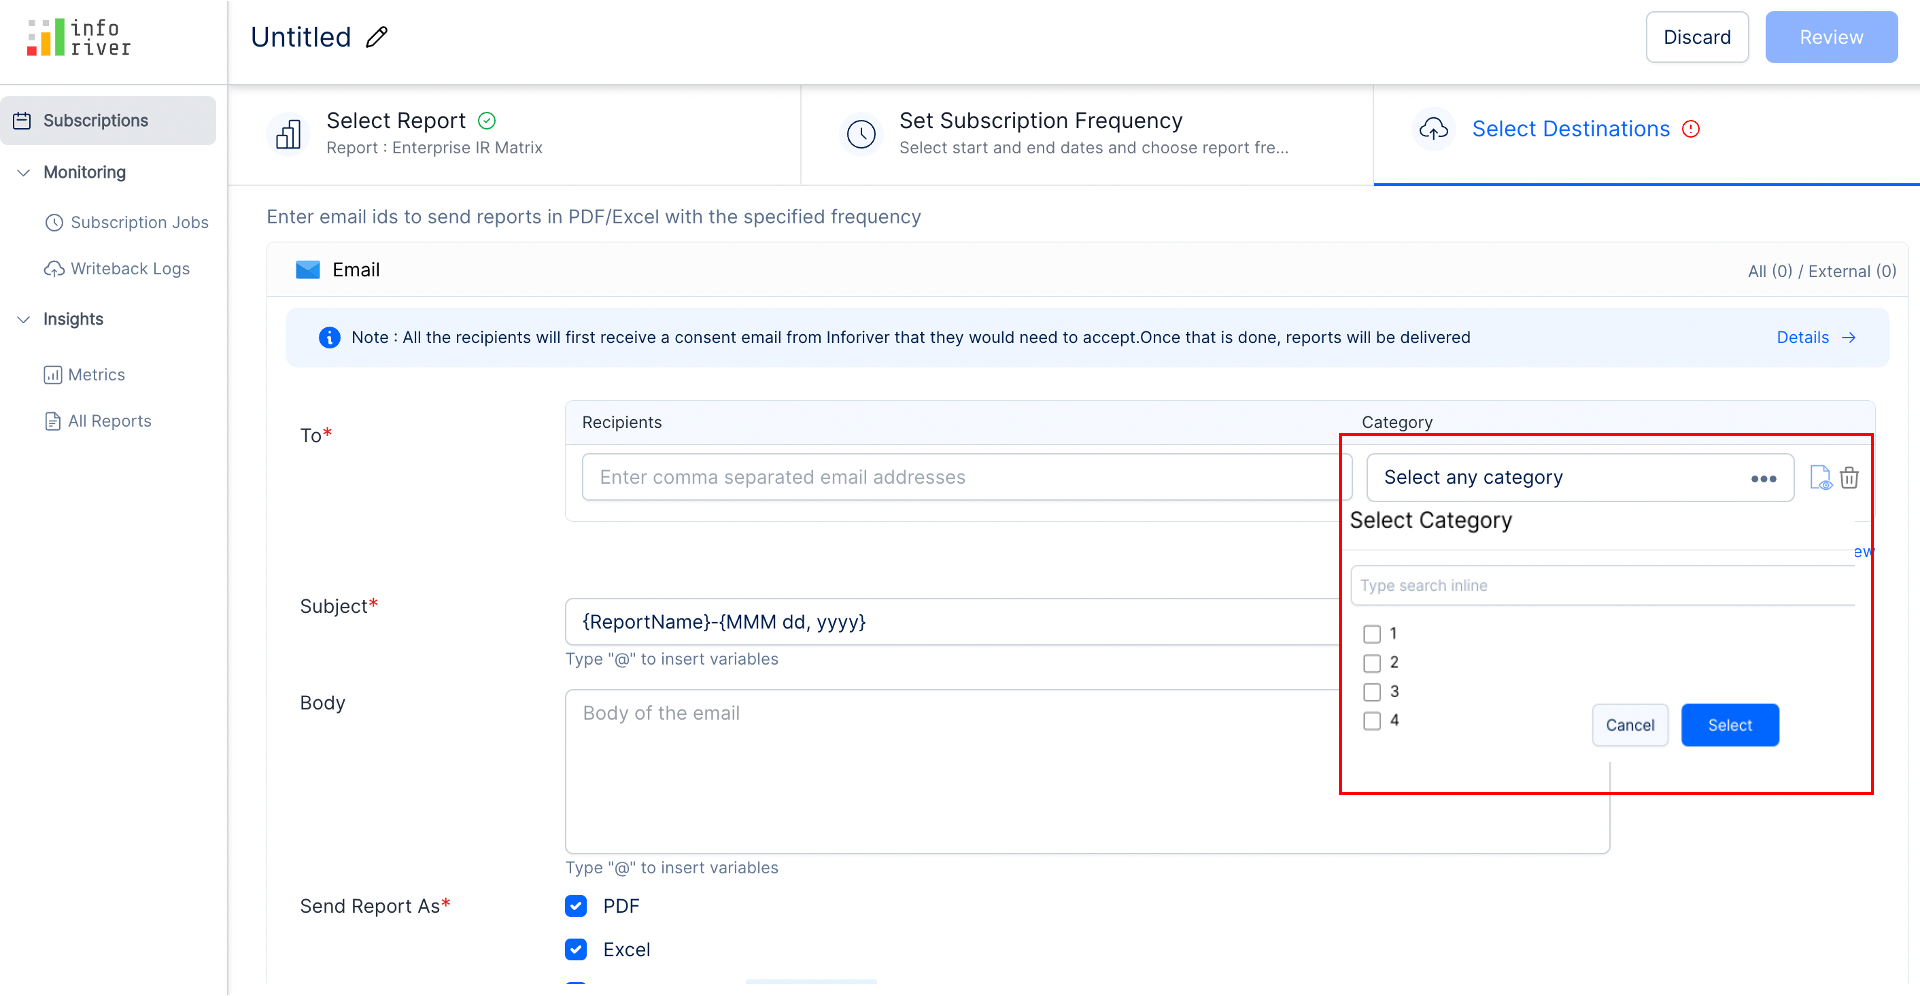 info
river
Untitled
Discard
Review
Subscriptions
Monitoring
Subscription Jobs
Writeback Logs
Insights
Metrics
All Reports
Select Report
Report : Enterprise IR Matrix
Set Subscription Frequency
Select start and end dates and choose report fre...
Select Destinations
Enter email ids to send reports in PDF/Excel with the specified frequency
Email
All (0) / External (0)
Note : All the recipients will first receive a consent email from Inforiver that they would need to accept.Once that is done, reports will be delivered
Details →
To*
Recipients
Category
Enter comma separated email addresses
Select any category
Select Category
ew
Type search inline
1
2
3
4
Cancel
Select
Subject*
{ReportName}-{MMM dd, yyyy}
Type "@" to insert variables
Body
Body of the email
Type "@" to insert variables
Send Report As*
PDF
Excel